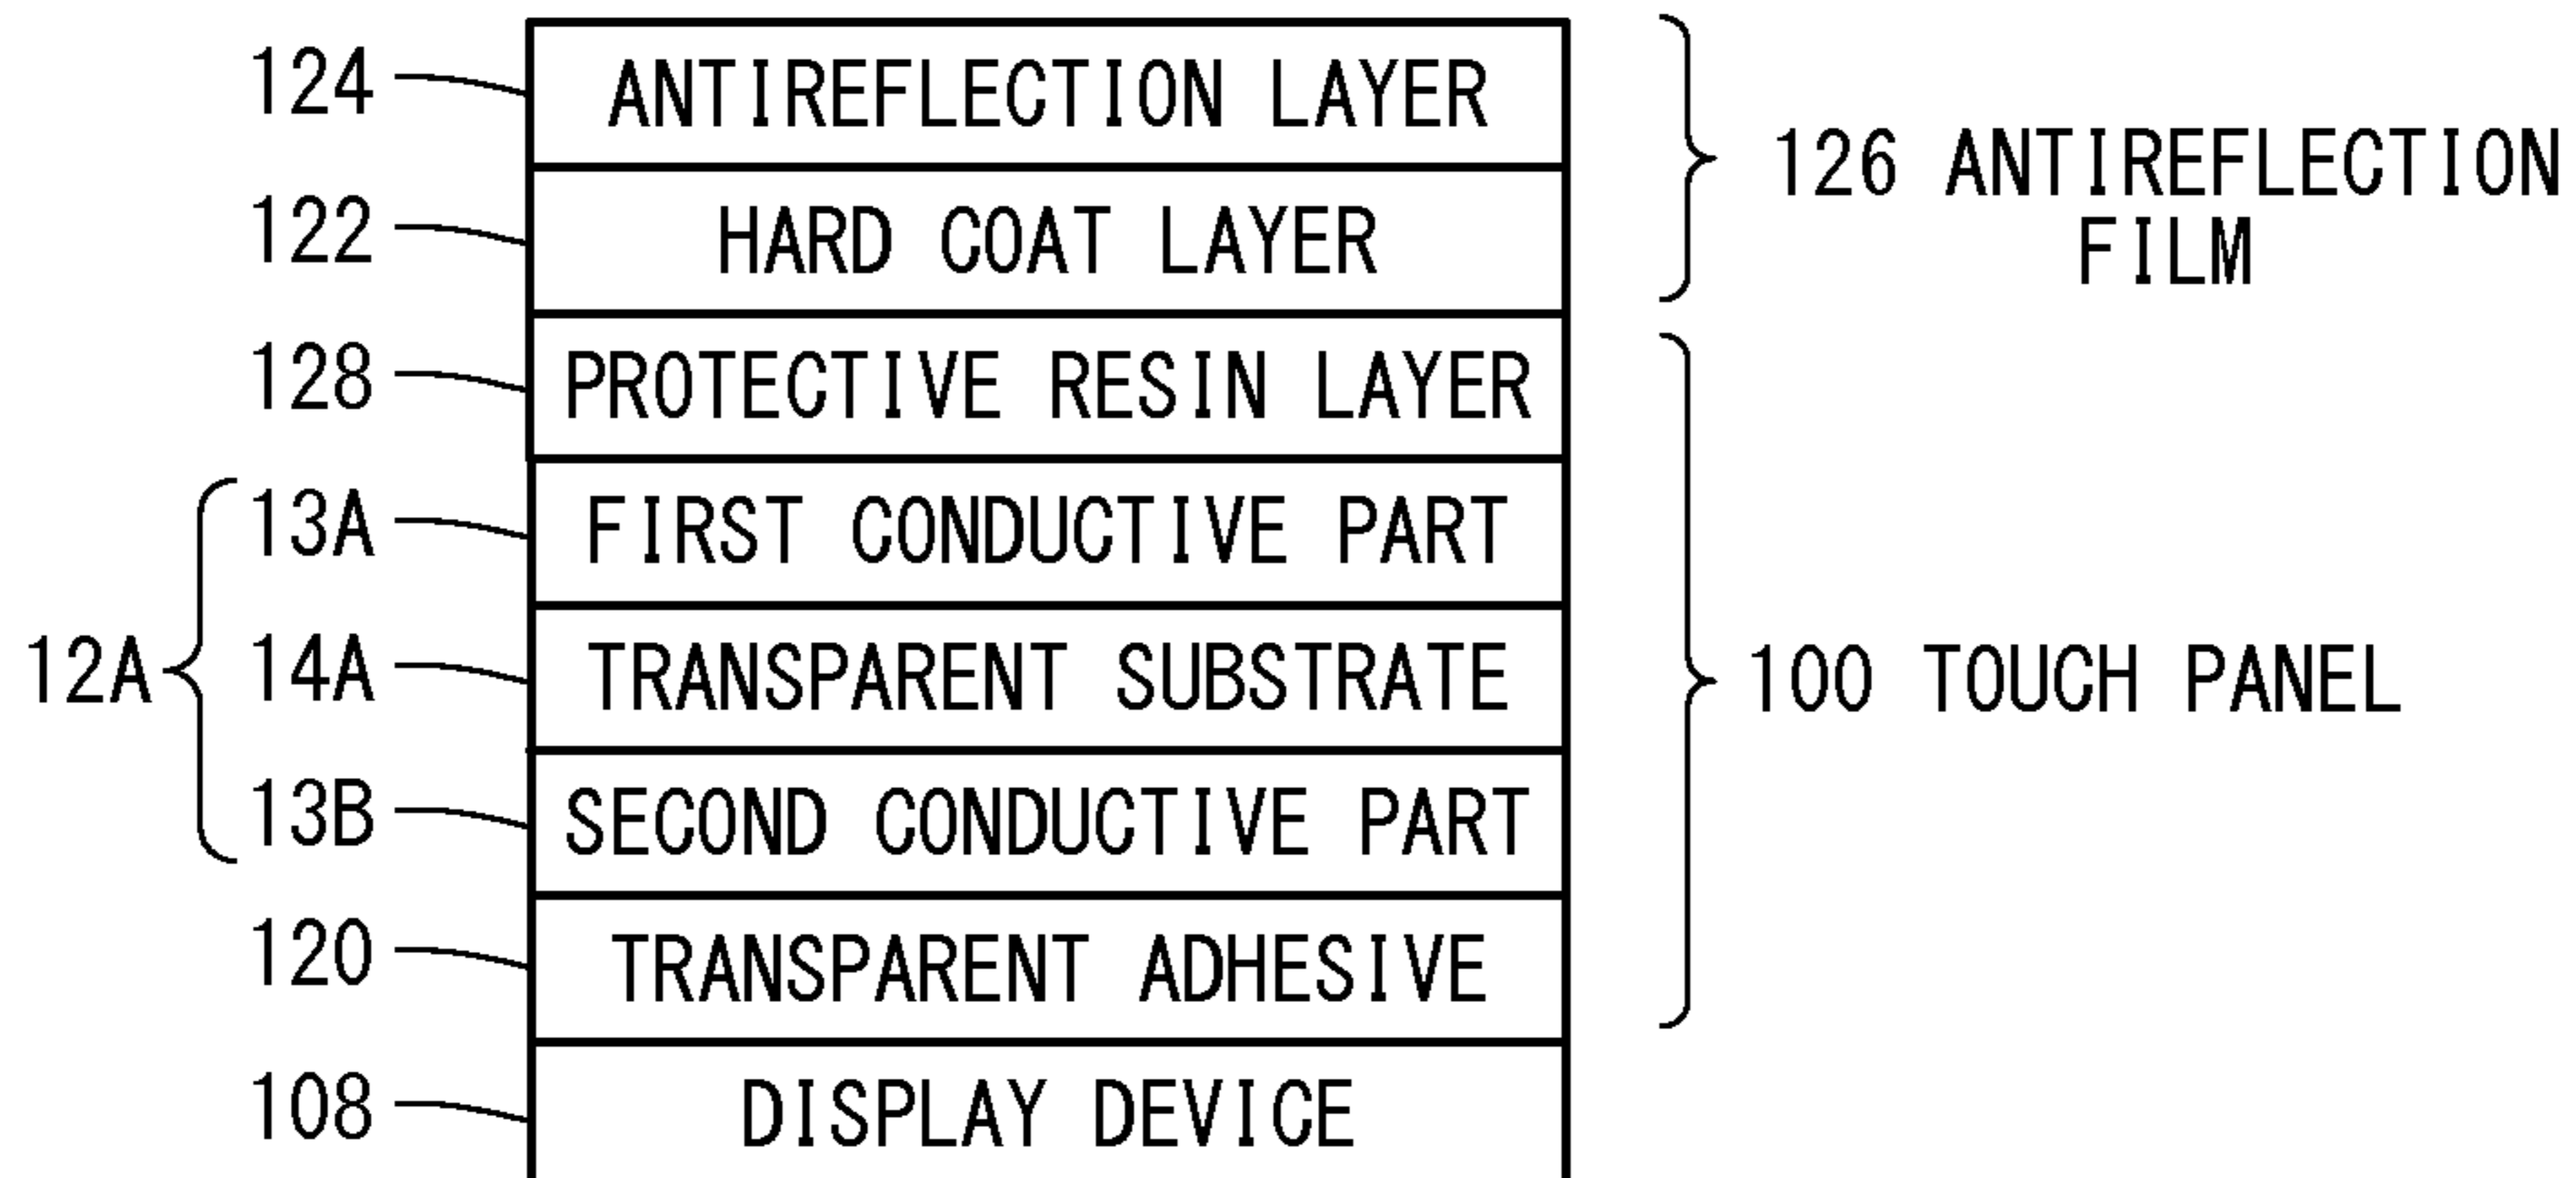 124 ANTIREFLECTION LAYER
122 HARD COAT LAYER
126 ANTIREFLECTION
FILM
128 PROTECTIVE RESIN LAYER
13A FIRST CONDUCTIVE PART
12A 14A TRANSPARENT SUBSTRATE
100 TOUCH PANEL
13B SECOND CONDUCTIVE PART
120 TRANSPARENT ADHESIVE
108 DISPLAY DEVICE